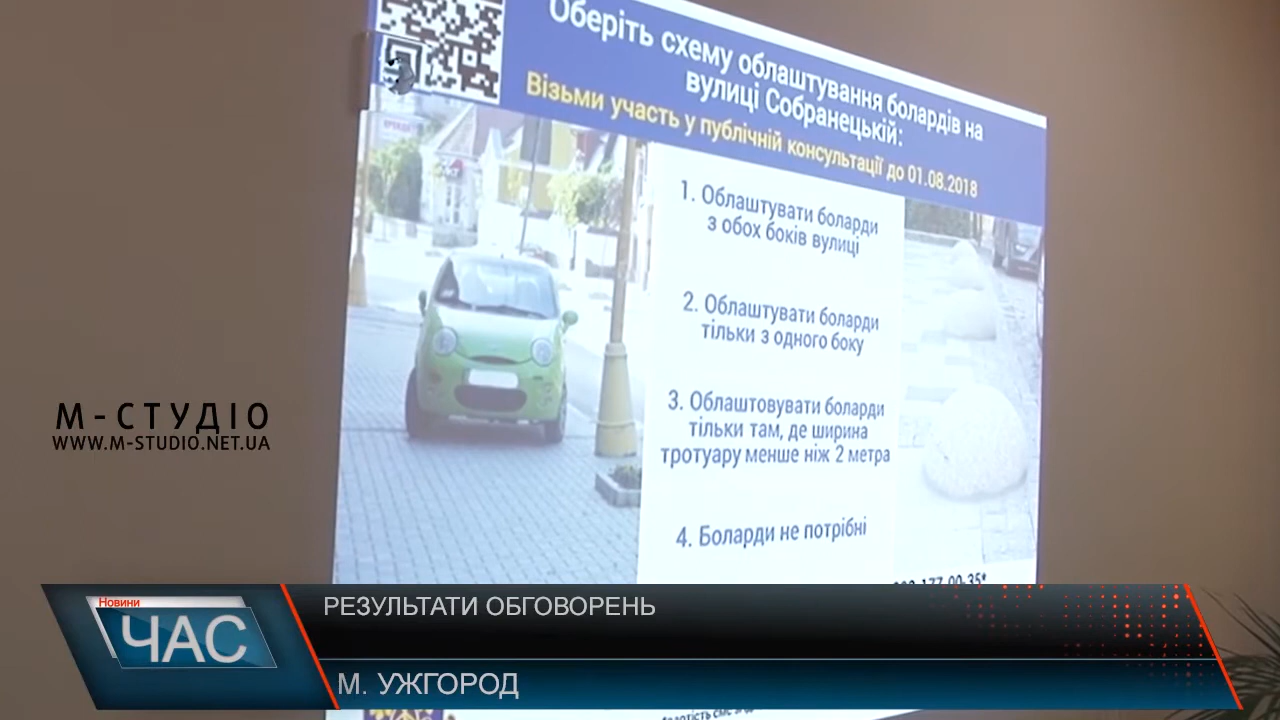 Оберіть схему облаштування болардів на
вулиці Собранецькій:
Візьми участь у публічній консультації до 01.08.2018
1. Облаштувати боларди
з обох боків вулиці
2. Облаштувати боларди
тільки з одного боку
3. Облаштовувати боларди
тільки там, де ширина
тротуару менше ніж 2 метра
4. Боларди не потрібні
М-СТУДІО
WWW.M-STUDIO.NET.UA
Новини
ЧАС
РЕЗУЛЬТАТИ ОБГОВОРЕНЬ
М. УЖГОРОД